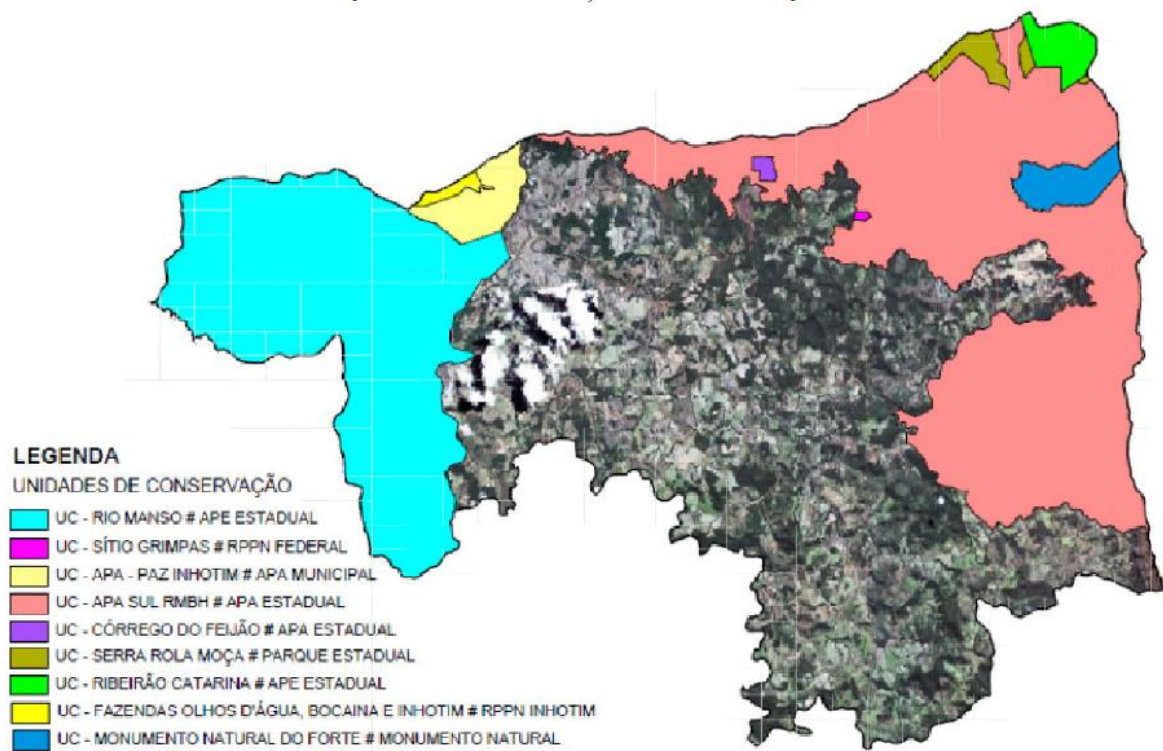 LEGENDA
UNIDADES DE CONSERVAÇÃO
UC - RIO MANSO # APE ESTADUAL
UC - SÍTIO GRIMPAS # RPPN FEDERAL
UC - APA - PAZ INHOTIM # APA MUNICIPAL
UC - APA SUL RMBH # APA ESTADUAL
UC - CÓRREGO DO FEIJÃO # APA ESTADUAL
UC - SERRA ROLA MOÇA # PARQUE ESTADUAL
UC - RIBEIRÃO CATARINA # APE ESTADUAL
UC - FAZENDAS OLHOS D'ÁGUA, BOCAINA E INHOTIM # RPPN INHOTIM
UC - MONUMENTO NATURAL DO FORTE # MONUMENTO NATURAL